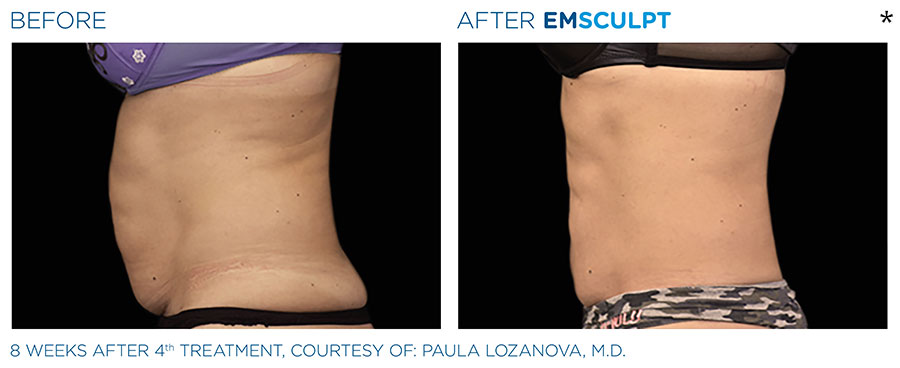 BEFORE
AFTER EMSCULPT
*
8 WEEKS AFTER 4th TREATMENT, COURTESY OF: PAULA LOZANOVA, M.D.